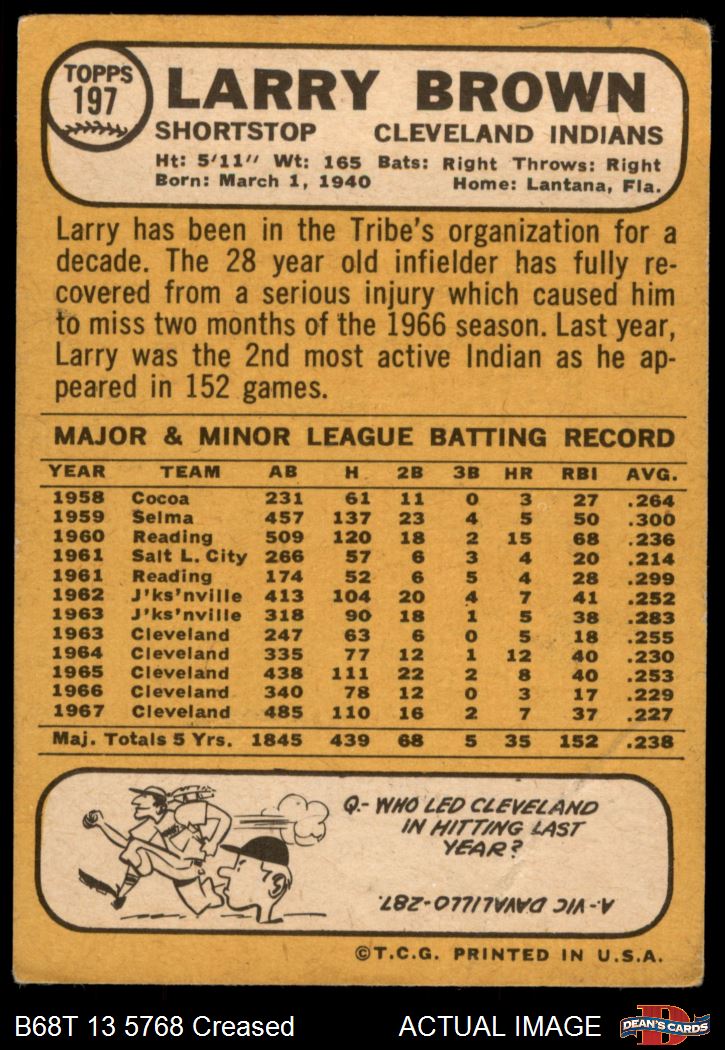 TOPPS
197
LARRY BROWN
SHORTSTOP CLEVELAND INDIANS
Ht: 5'11" Wt: 165 Bats: Right Throws: Right
Born: March 1, 1940 Home: Lantana, Fla.
Larry has been in the Tribe's organization for a
decade. The 28 year old infielder has fully re-
covered from a serious injury which caused him
to miss two months of the 1966 season. Last year,
Larry was the 2nd most active Indian as he ap-
peared in 152 games.
MAJOR & MINOR LEAGUE BATTING RECORD
YEAR TEAM AB H 2B 3B HR RBI AVG.
1958 Cocoa 231 61 11 0 3 27 .264
1959 Selma 457 137 23 4 5 50 .300
1960 Reading 509 120 18 2 15 68 .236
1961 Salt L. City 266 57 6 3 4 20 .214
1961 Reading 174 52 6 5 4 28 .299
1962 J'ks'nville 413 104 20 4 7 41 .252
1963 J'ks'nville 318 90 18 1 5 38 .283
1963 Cleveland 247 63 6 0 5 18 .255
1964 Cleveland 335 77 12 1 12 40 .230
1965 Cleveland 438 111 22 2 8 40 .253
1966 Cleveland 340 78 12 0 3 17 .229
1967 Cleveland 485 110 16 2 7 37 .227
Maj. Totals 5 Yrs. 1845 439 68 5 35 152 .238
Q.- WHO LED CLEVELAND
IN HITTING LAST
YEAR?
A.-VIC DAVALILLO-287.
©T.C.G. PRINTED IN U.S.A.
B68T 13 5768 Creased ACTUAL IMAGE
D
DEAN'S CARDS